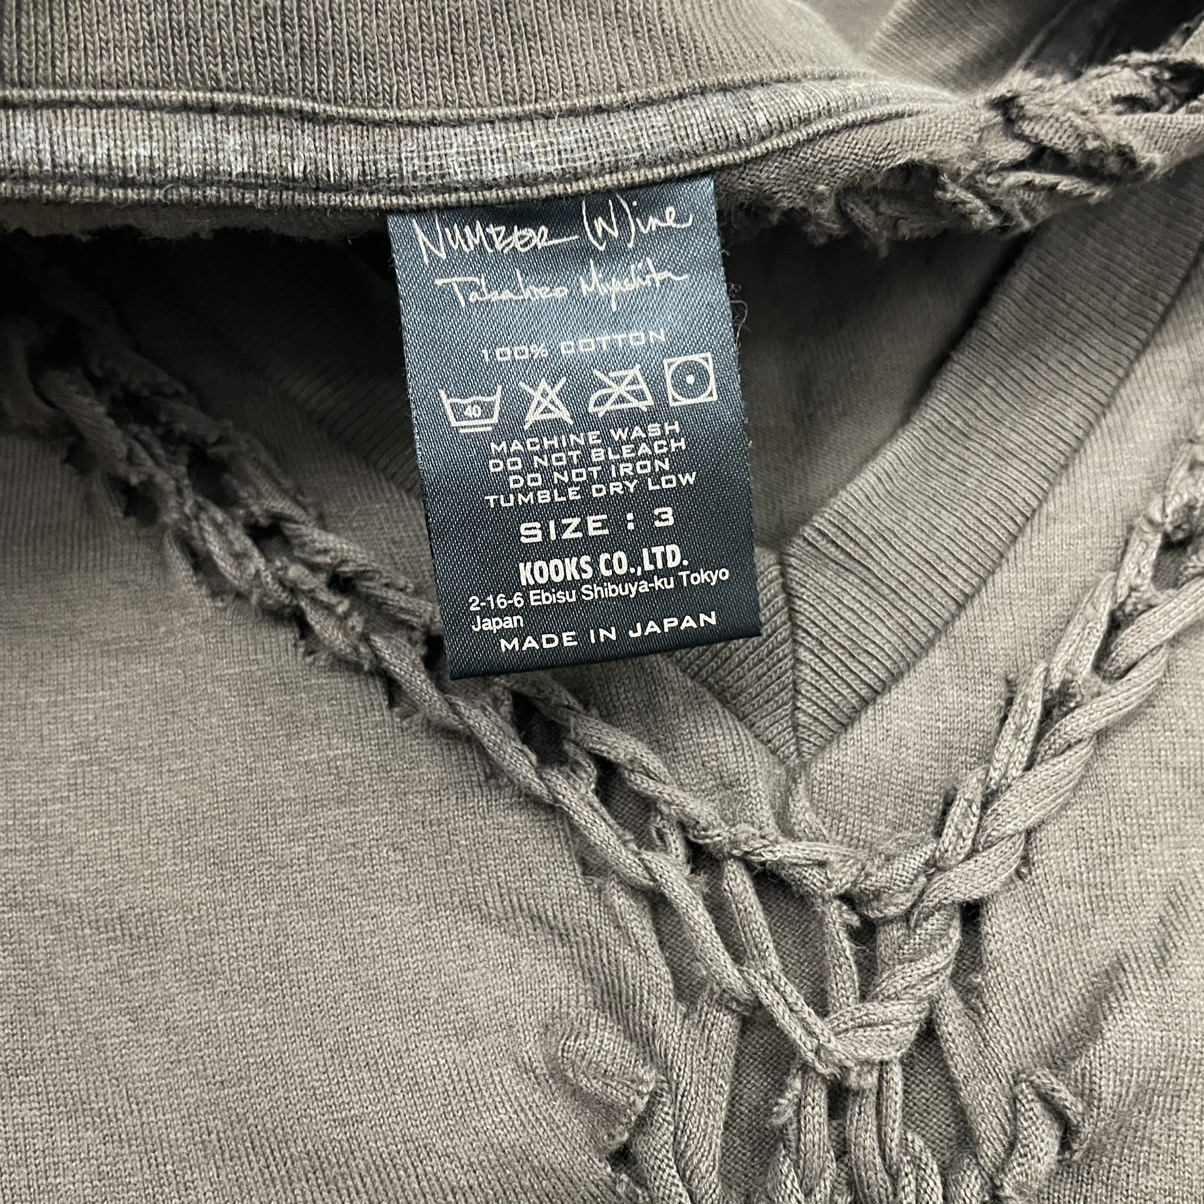 NUMBER (N)ine
Takahiro Miyashita
100% COTTON
40
MACHINE WASH
DO NOT BLEACH
DO NOT IRON
TUMBLE DRY LOW
SIZE : 3
KOOKS CO.,LTD.
2-16-6 Ebisu Shibuya-ku Tokyo
Japan
MADE IN JAPAN